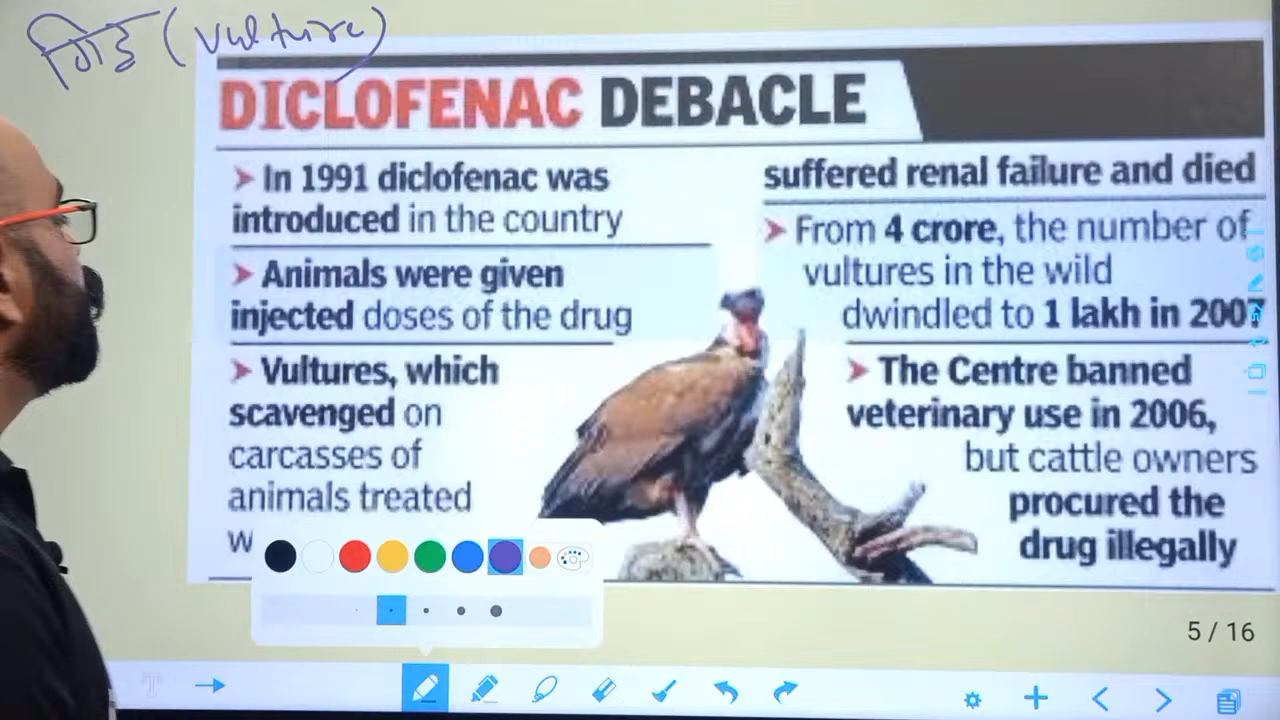 गिद्ध (vulture)
DICLOFENAC DEBACLE
➤ In 1991 diclofenac was
introduced in the country
➤ Animals were given
injected doses of the drug
➤ Vultures, which
scavenged on
carcasses of
animals treated
w
suffered renal failure and died
➤ From 4 crore, the number of
vultures in the wild
dwindled to 1 lakh in 2007
➤ The Centre banned
veterinary use in 2006,
but cattle owners
procured the
drug illegally
5 / 16
T